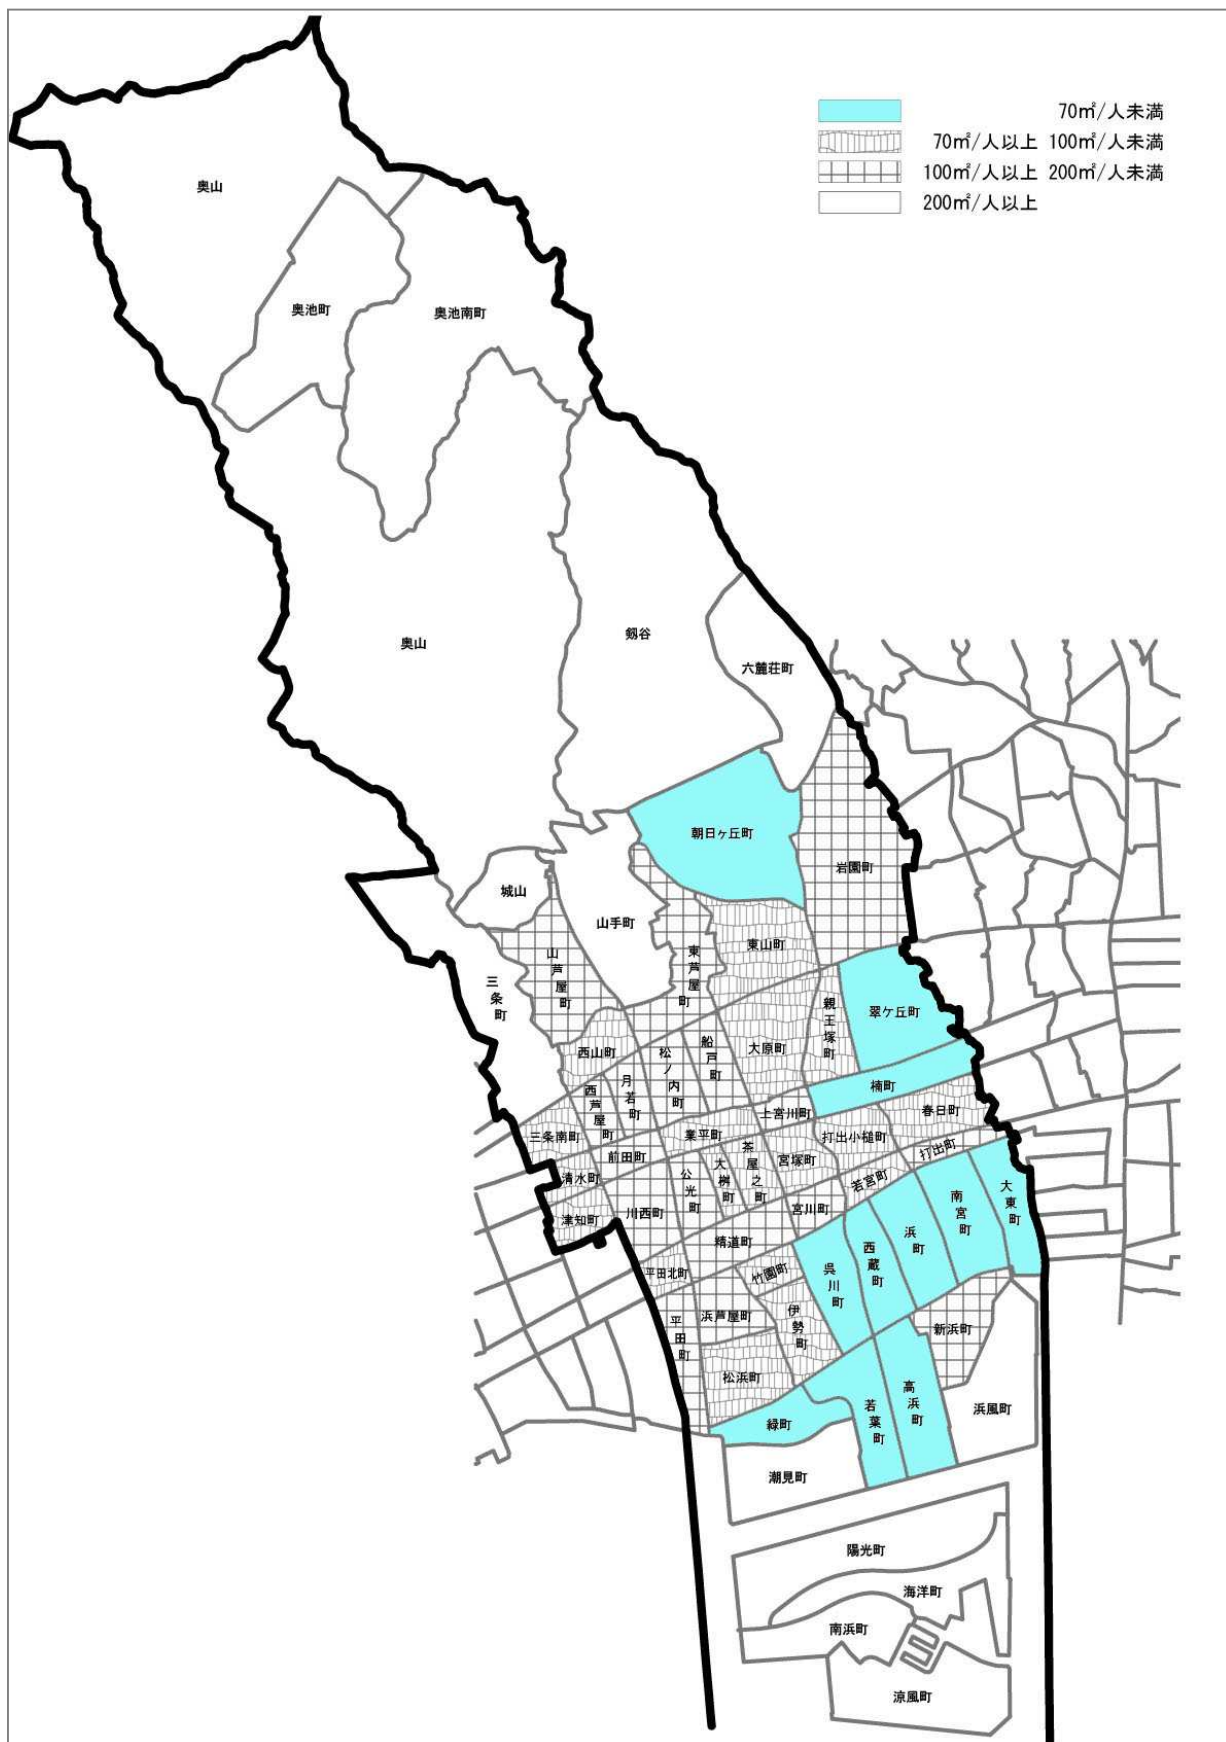 70㎡/人未満
70㎡/人以上 100㎡/人未満
100㎡/人以上 200㎡/人未満
200㎡/人以上
奥山
奥池町
奥池南町
奥山
剱谷
六麓荘町
朝日ヶ丘町
岩園町
城山
山手町
山芦屋町
東芦屋町
東山町
三条町
親王塚町
翠ケ丘町
西山町
松ノ内町
船戸町
大原町
月若町
西芦屋町
楠町
上宮川町
春日町
三条南町
業平町
打出小槌町
前田町
茶屋之町
宮塚町
打出町
清水町
公光町
大桝町
若宮町
大東町
津知町
川西町
宮川町
南宮町
浜町
西蔵町
精道町
平田北町
竹園町
呉川町
浜芦屋町
伊勢町
新浜町
平田町
松浜町
高浜町
若葉町
浜風町
緑町
潮見町
陽光町
海洋町
南浜町
涼風町